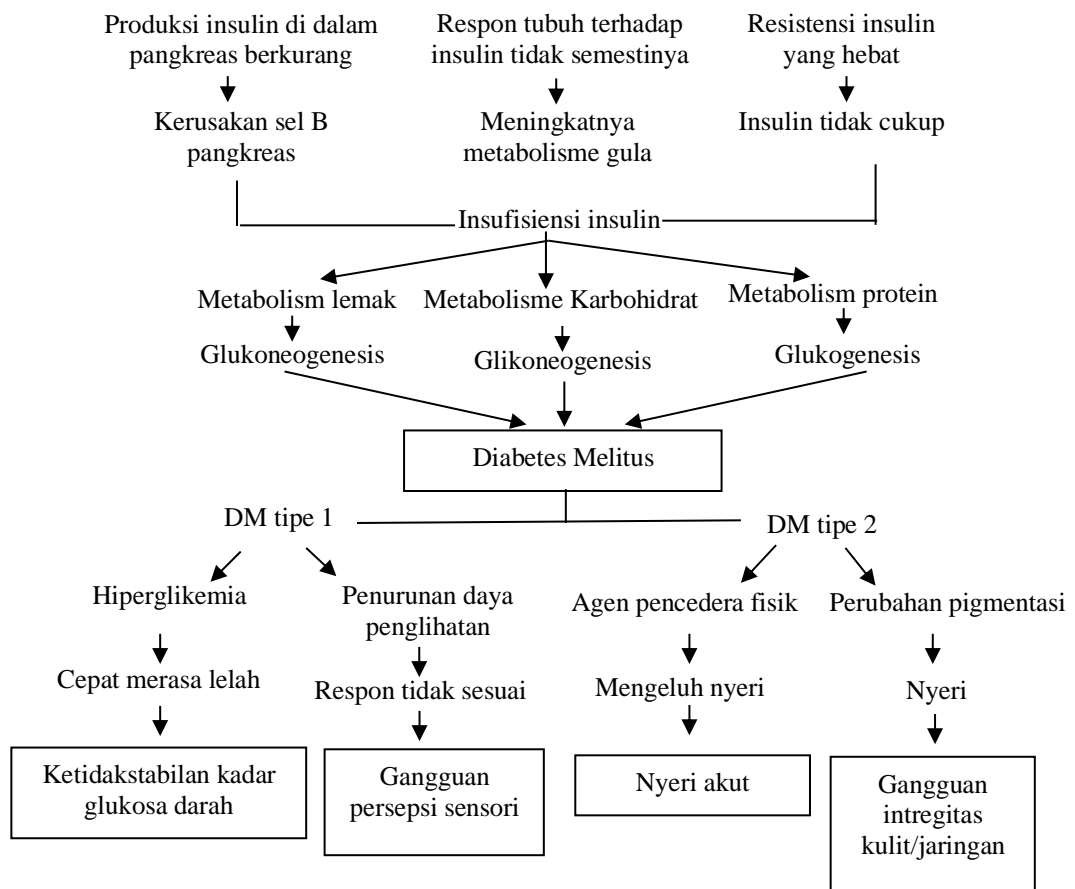 Produksi insulin di dalam
pangkreas berkurang
Respon tubuh terhadap
insulin tidak semestinya
Resistensi insulin
yang hebat
Kerusakan sel B
pangkreas
Meningkatnya
metabolisme gula
Insulin tidak cukup
Insufisiensi insulin
Metabolism lemak
Metabolisme Karbohidrat
Metabolism protein
Glukoneogenesis
Glikoneogenesis
Glukogenesis
Diabetes Melitus
DM tipe 1
DM tipe 2
Hiperglikemia
Penurunan daya
penglihatan
Agen pencedera fisik
Perubahan pigmentasi
Cepat merasa lelah
Respon tidak sesuai
Mengeluh nyeri
Nyeri
Ketidakstabilan kadar
glukosa darah
Gangguan
persepsi sensori
Nyeri akut
Gangguan
intregitas
kulit/jaringan